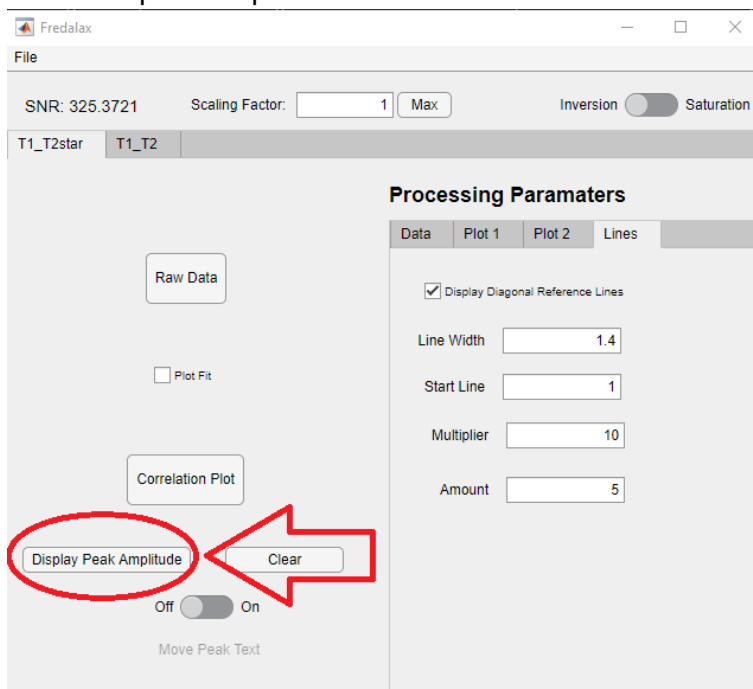 Fredalax
File
SNR: 325.3721 Scaling Factor: 1 Max Inversion Saturation
T1_T2star T1_T2
Processing Paramaters
Data Plot 1 Plot 2 Lines
Raw Data
Display Diagonal Reference Lines
Line Width 1.4
Plot Fit
Start Line 1
Multiplier 10
Correlation Plot
Amount 5
Display Peak Amplitude Clear
Off On
Move Peak Text